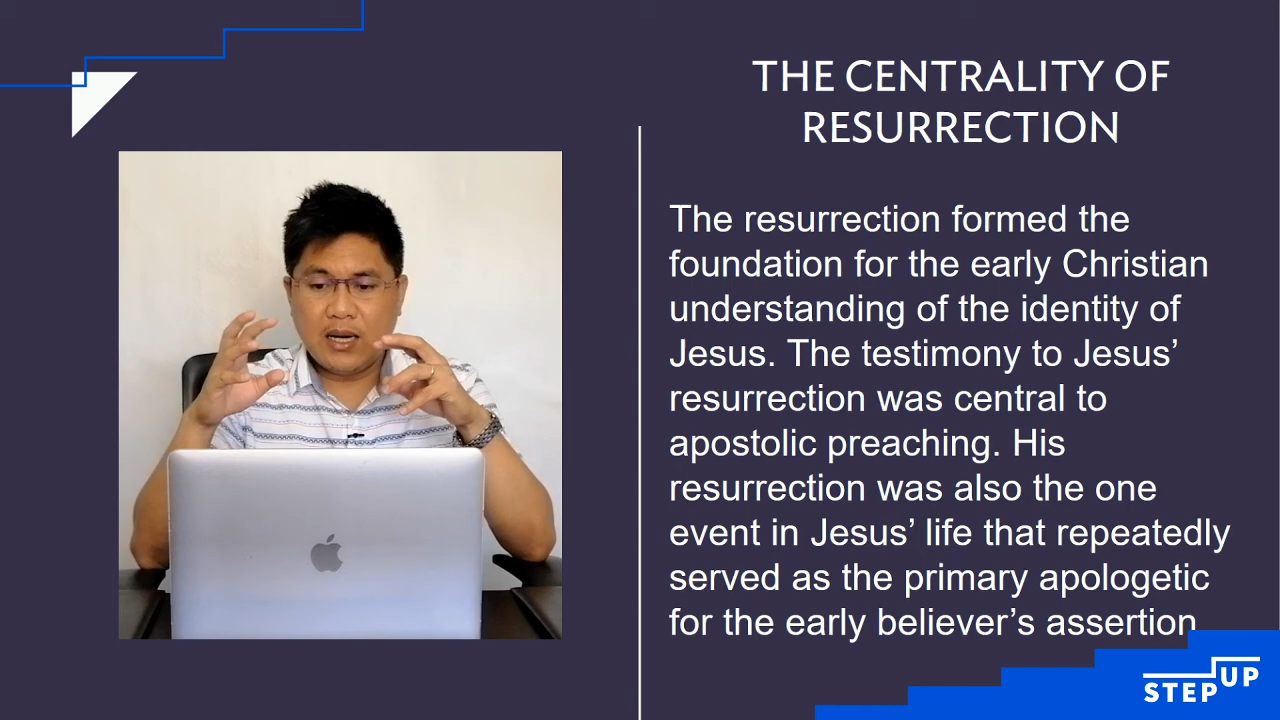 THE CENTRALITY OF
RESURRECTION
The resurrection formed the
foundation for the early Christian
understanding of the identity of
Jesus. The testimony to Jesus’
resurrection was central to
apostolic preaching. His
resurrection was also the one
event in Jesus’ life that repeatedly
served as the primary apologetic
for the early believer’s assertion
STEP UP